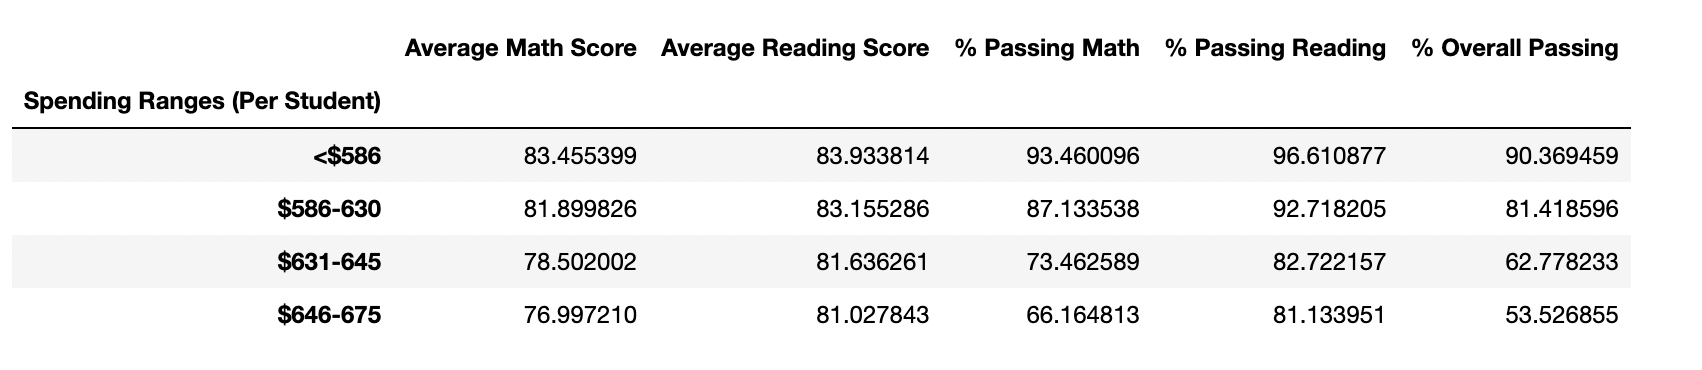 Average Math Score Average Reading Score % Passing Math % Passing Reading % Overall Passing
Spending Ranges (Per Student)
<$586 83.455399 83.933814 93.460096 96.610877 90.369459
$586-630 81.899826 83.155286 87.133538 92.718205 81.418596
$631-645 78.502002 81.636261 73.462589 82.722157 62.778233
$646-675 76.997210 81.027843 66.164813 81.133951 53.526855